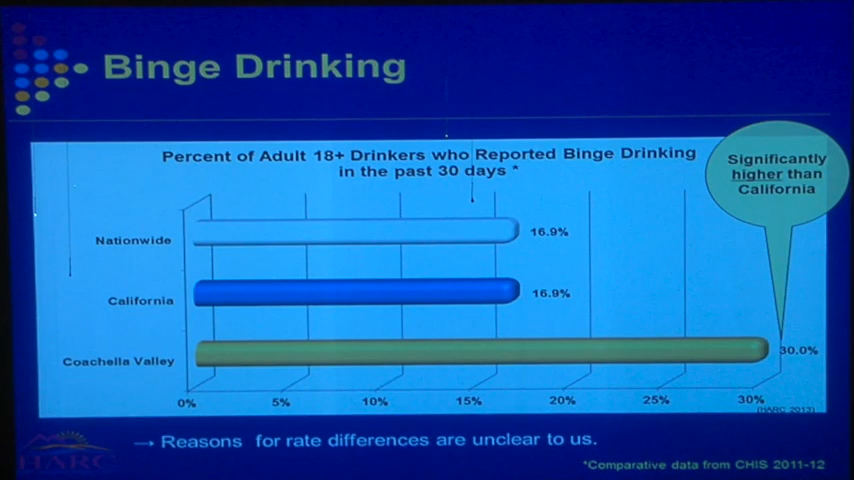 Binge Drinking
Percent of Adult 18+ Drinkers who Reported Binge Drinking
in the past 30 days *
Significantly
higher than
California
Nationwide
16.9%
California
16.9%
Coachella Valley
30.0%
0% 5% 10% 15% 20% 25% 30%
(HARC 2013)
→ Reasons for rate differences are unclear to us.
HARC
*Comparative data from CHIS 2011-12